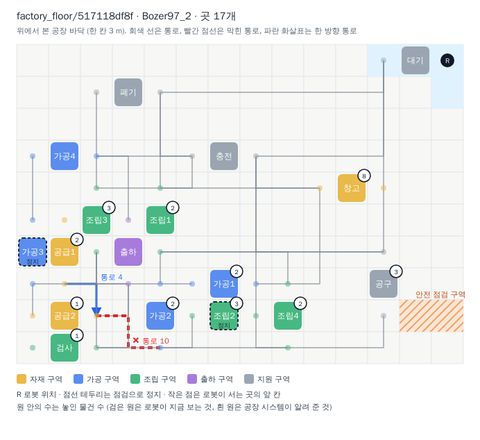 factory_floor/517118df8f · Bozer97_2 · 곳 17개
위에서 본 공장 바닥 (한 칸 3 m). 회색 선은 통로, 빨간 점선은 막힌 통로, 파란 화살표는 한 방향 통로
대기
R
폐기
가공4
충전
창고
8
조립3
3
조립1
2
가공3
정지
공급1
2
출하
통로 4
가공1
2
공구
3
안전 점검 구역
공급2
1
가공2
2
조립2
정지
3
조립4
2
검사
1
✖ 통로 10
자재 구역
가공 구역
조립 구역
출하 구역
지원 구역
R 로봇 위치 · 점선 테두리는 점검으로 정지 · 작은 점은 로봇이 서는 곳의 앞 칸
원 안의 수는 놓인 물건 수 (검은 원은 로봇이 지금 보는 것, 흰 원은 공장 시스템이 알려 준 것)